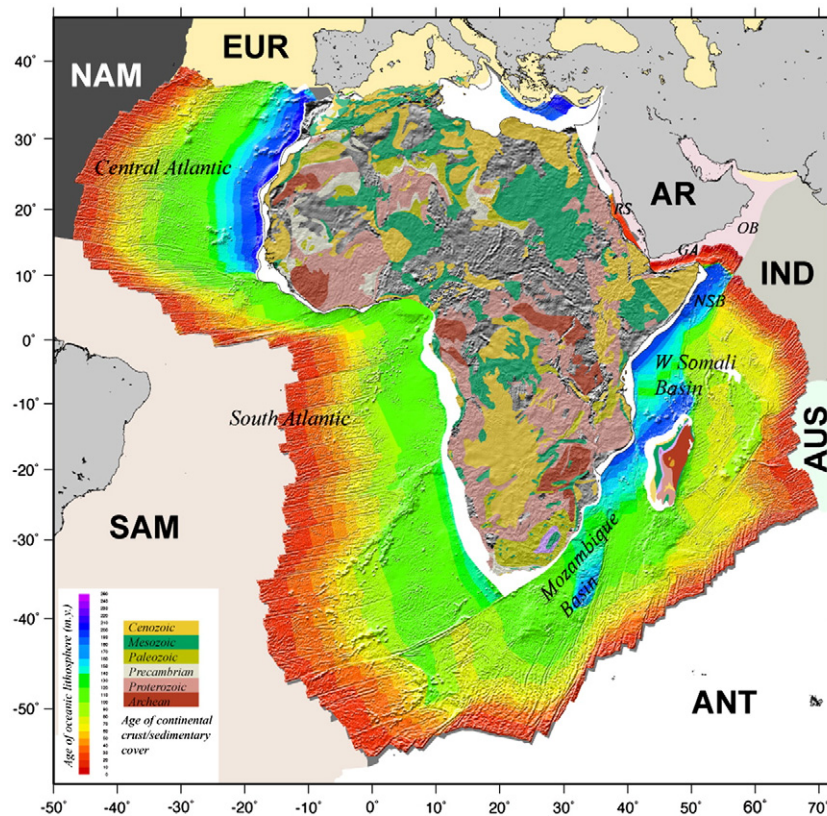 EUR
NAM
Central Atlantic
AR
RS
OB
GA
IND
NSB
W Somali
Basin
South Atlantic
AUS
SAM
Mozambique
Basin
ANT
Age of oceanic lithosphere (m.y.)
Cenozoic
Mesozoic
Paleozoic
Precambrian
Proterozoic
Archean
Age of continental
crust/sedimentary
cover
40°
30°
20°
10°
0°
-10°
-20°
-30°
-40°
-50°
-50° -40° -30° -20° -10° 0° 10° 20° 30° 40° 50° 60° 70°